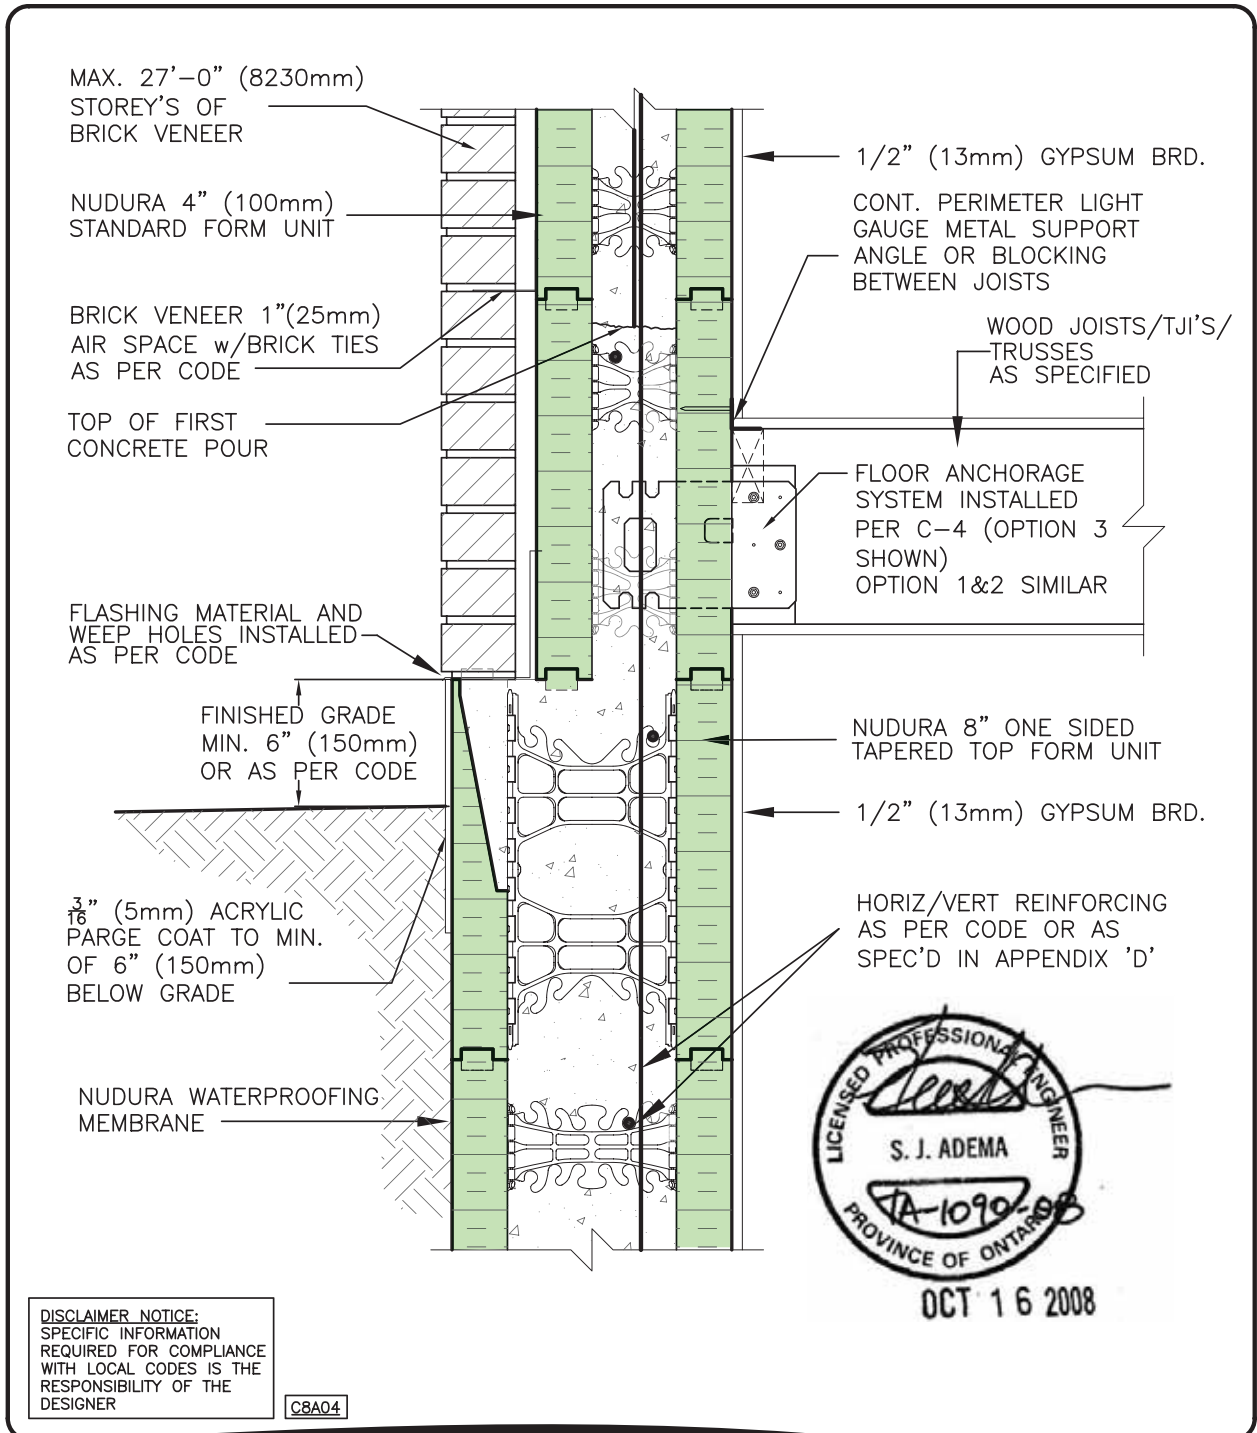 MAX. 27'-0" (8230mm)
STOREY'S OF
BRICK VENEER
NUDURA 4" (100mm)
STANDARD FORM UNIT
BRICK VENEER 1"(25mm)
AIR SPACE w/BRICK TIES
AS PER CODE
TOP OF FIRST
CONCRETE POUR
FLASHING MATERIAL AND
WEEP HOLES INSTALLED
AS PER CODE
FINISHED GRADE
MIN. 6" (150mm)
OR AS PER CODE
3/16" (5mm) ACRYLIC
PARGE COAT TO MIN.
OF 6" (150mm)
BELOW GRADE
NUDURA WATERPROOFING
MEMBRANE
1/2" (13mm) GYPSUM BRD.
CONT. PERIMETER LIGHT
GAUGE METAL SUPPORT
ANGLE OR BLOCKING
BETWEEN JOISTS
WOOD JOISTS/TJI'S/
TRUSSES
AS SPECIFIED
FLOOR ANCHORAGE
SYSTEM INSTALLED
PER C-4 (OPTION 3
SHOWN)
OPTION 1&2 SIMILAR
NUDURA 8" ONE SIDED
TAPERED TOP FORM UNIT
1/2" (13mm) GYPSUM BRD.
HORIZ/VERT REINFORCING
AS PER CODE OR AS
SPEC'D IN APPENDIX 'D'
LICENSED PROFESSIONAL ENGINEER
S. J. ADEMA
TA-1090-08
PROVINCE OF ONTARIO
OCT 16 2008
DISCLAIMER NOTICE:
SPECIFIC INFORMATION
REQUIRED FOR COMPLIANCE
WITH LOCAL CODES IS THE
RESPONSIBILITY OF THE
DESIGNER
C8A04